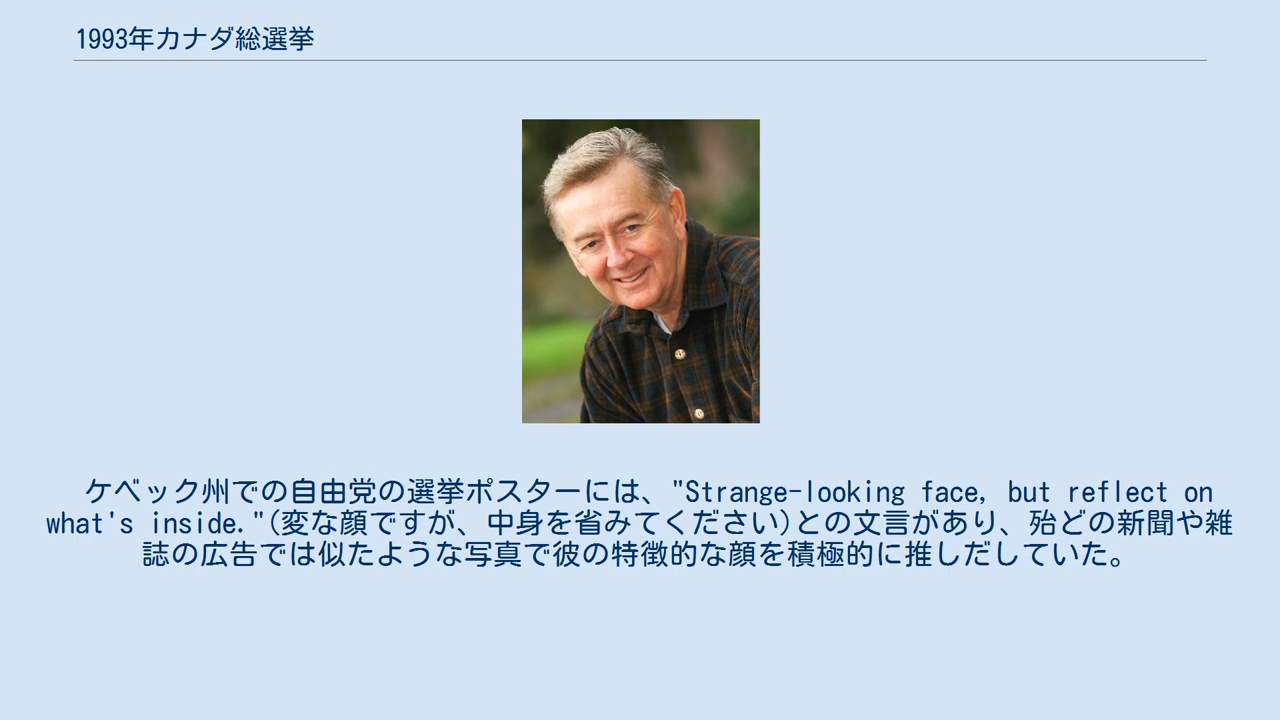 1993年カナダ総選挙
ケベック州での自由党の選挙ポスターには、"Strange-looking face, but reflect on
what's inside."(変な顔ですが、中身を省みてください)との文言があり、殆どの新聞や雑
誌の広告では似たような写真で彼の特徴的な顔を積極的に推しだしていた。